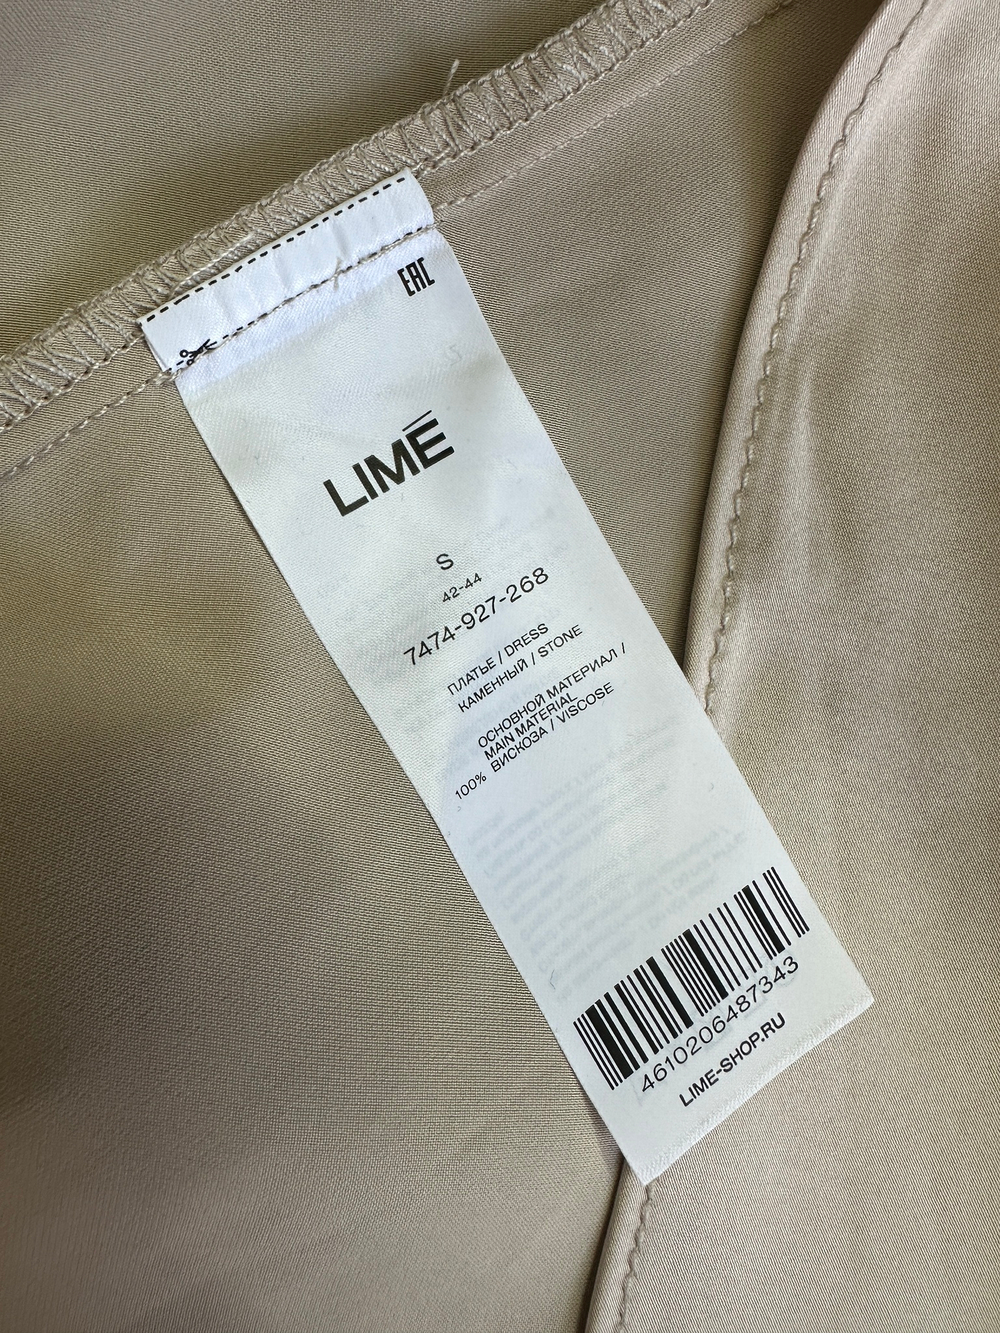 EAC
LIMĒ
S
42-44
7474-927-268
ПЛАТЬЕ / DRESS
КАМЕННЫЙ / STONE
ОСНОВНОЙ МАТЕРИАЛ /
MAIN MATERIAL
100% ВИСКОЗА / VISCOSE
4610206487343
LIME-SHOP.RU